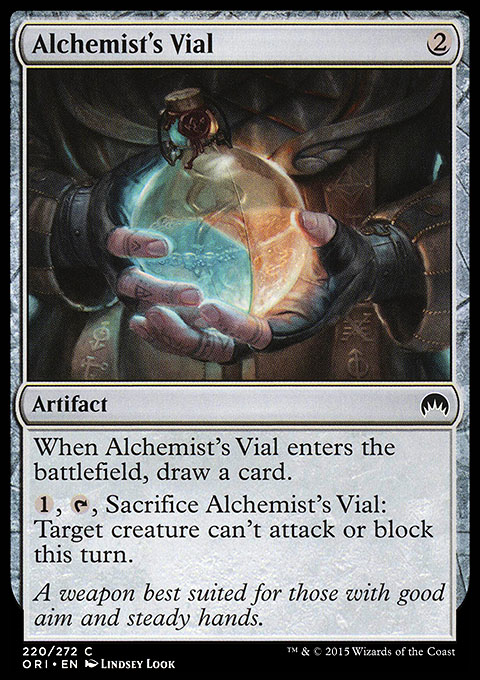 Alchemist's Vial 2
Artifact
When Alchemist's Vial enters the
battlefield, draw a card.
1, , Sacrifice Alchemist's Vial:
Target creature can't attack or block
this turn.
A weapon best suited for those with good
aim and steady hands.
220/272 C
ORI • EN Lindsey Look
™ & © 2015 Wizards of the Coast